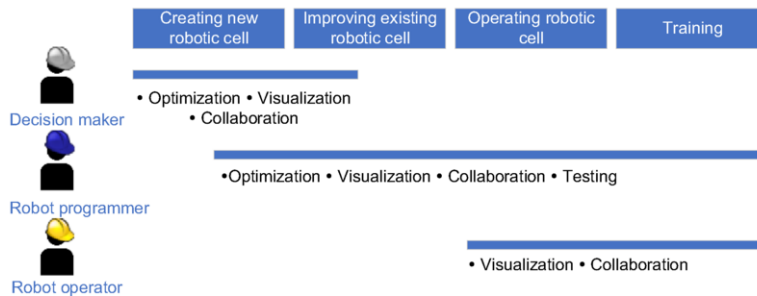 Creating new
robotic cell
Improving existing
robotic cell
Operating robotic
cell
Training
• Optimization • Visualization
• Collaboration
Decision maker
•Optimization • Visualization • Collaboration • Testing
Robot programmer
• Visualization • Collaboration
Robot operator